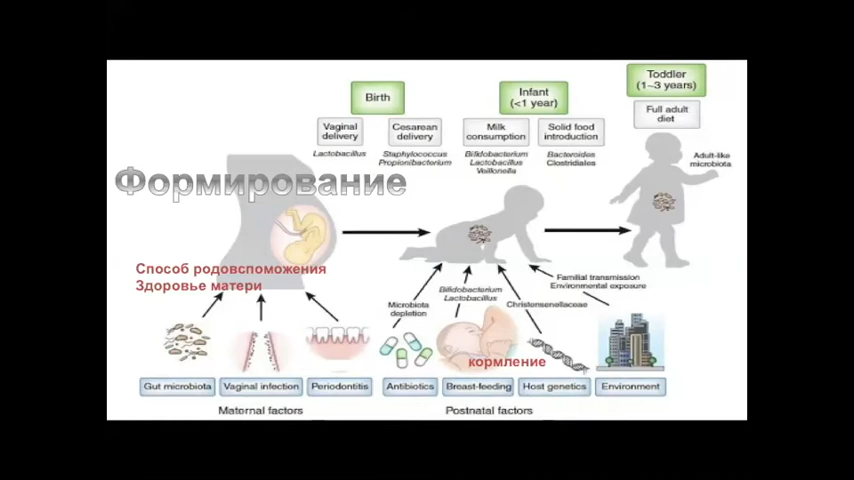 Toddler
(1~3 years)
Birth
Infant
(<1 year)
Full adult
diet
Vaginal
delivery
Cesarean
delivery
Milk
consumption
Solid food
introduction
Lactobacillus
Staphylococcus
Propionibacterium
Bifidobacterium
Lactobacillus
Veillonella
Bacteroides
Clostridiales
Adult-like
microbiota
Формирование
Способ родовспоможения
Здоровье матери
Microbiota
depletion
Bifidobacterium
Lactobacillus
Christensenellaceae
Familial transmission
Environmental exposure
кормление
Gut microbiota
Vaginal infection
Periodontitis
Antibiotics
Breast-feeding
Host genetics
Environment
Maternal factors
Postnatal factors